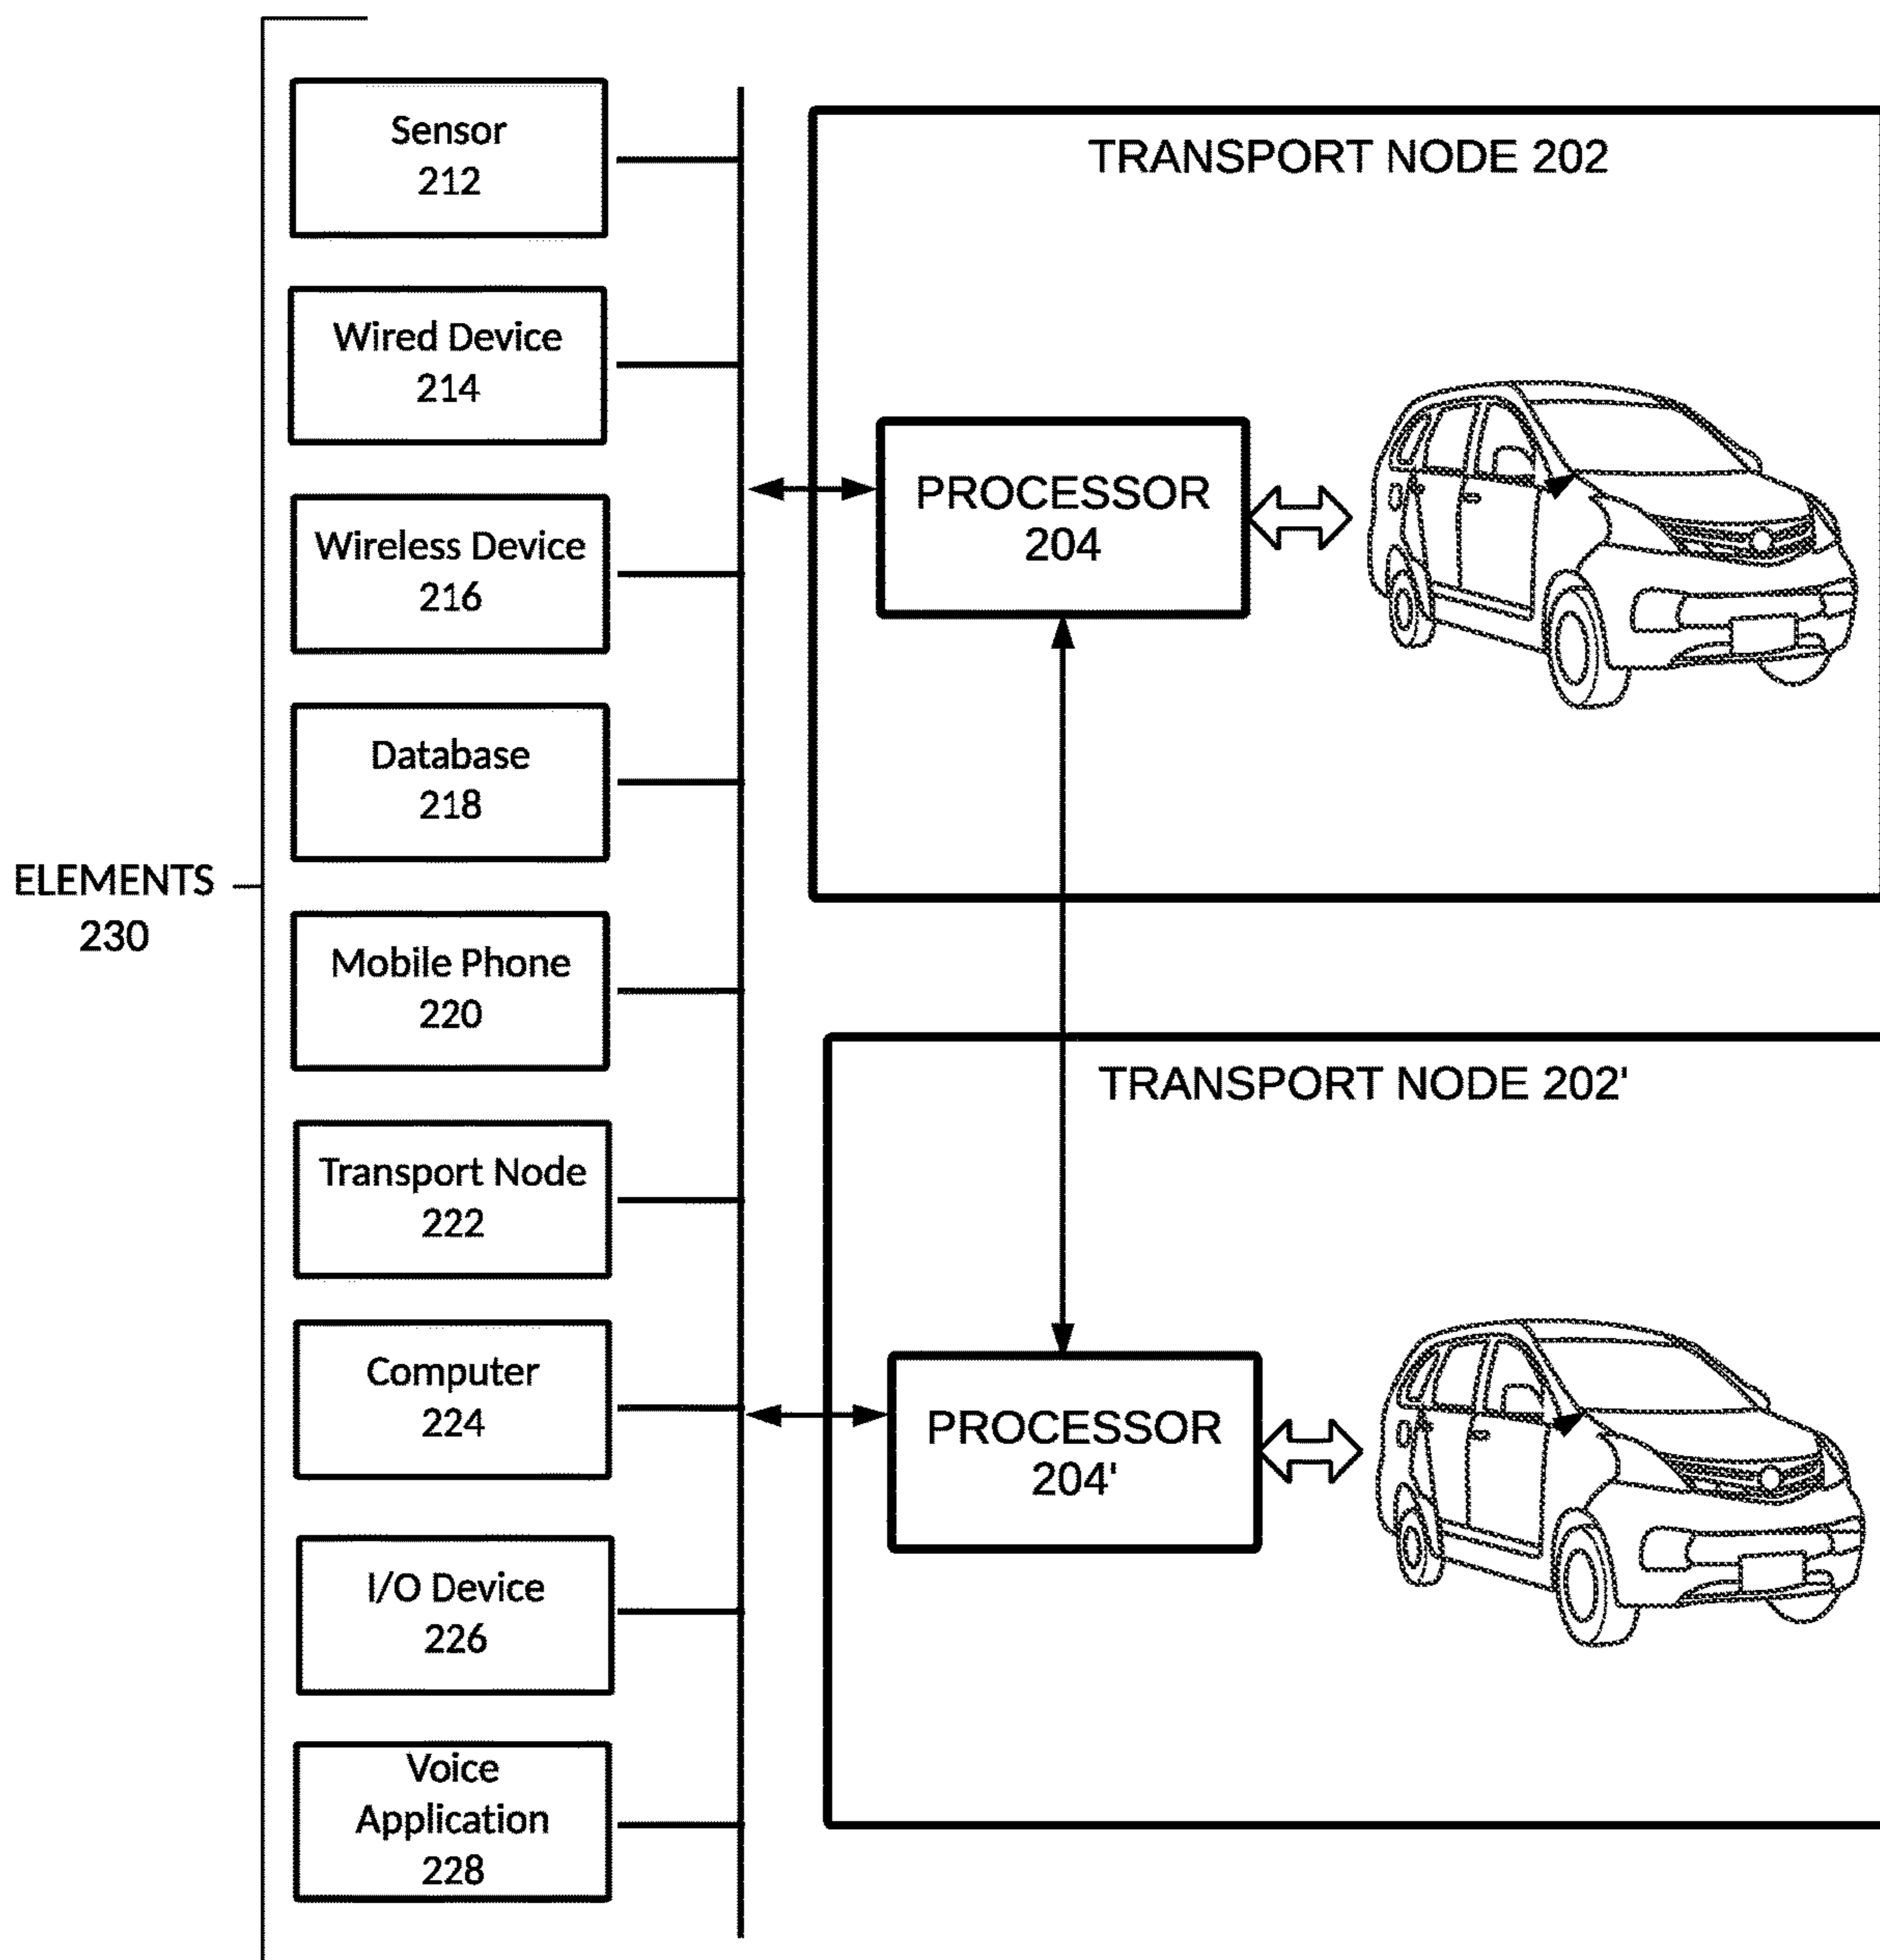 ELEMENTS
230
Sensor
212
Wired Device
214
Wireless Device
216
Database
218
Mobile Phone
220
Transport Node
222
Computer
224
I/O Device
226
Voice
Application
228
TRANSPORT NODE 202
PROCESSOR
204
TRANSPORT NODE 202'
PROCESSOR
204'